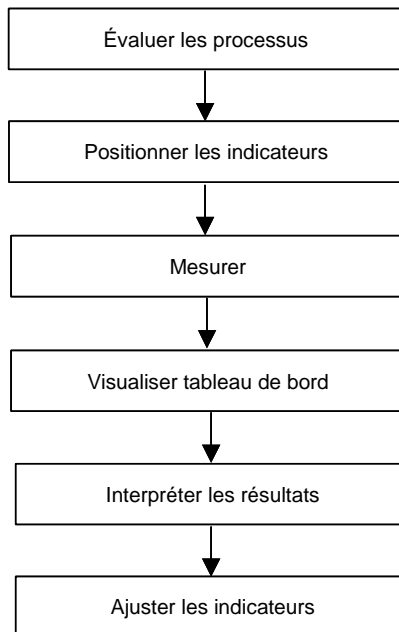 Évaluer les processus
Positionner les indicateurs
Mesurer
Visualiser tableau de bord
Interpréter les résultats
Ajuster les indicateurs